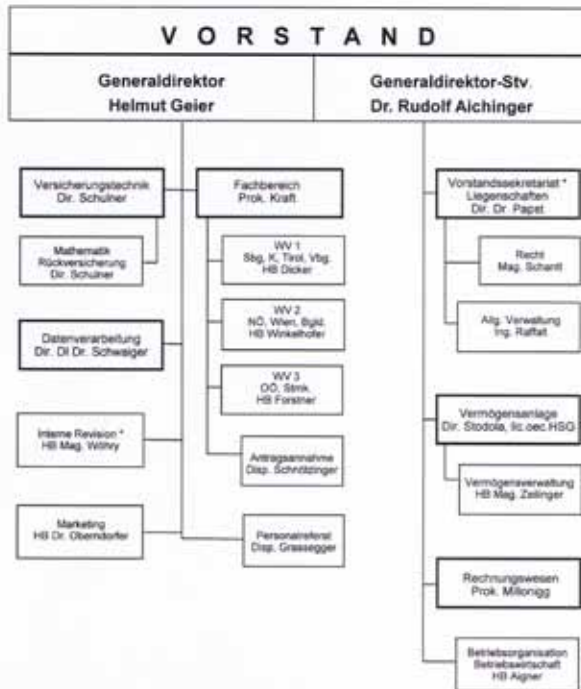 VORSTAND
Generaldirektor
Helmut Geier
Generaldirektor-Stv.
Dr. Rudolf Aichinger
Versicherungstechnik
Dir. Schulner
Mathematik
Rückversicherung
Dir. Schulner
Datenverarbeitung
Dir. DI Dr. Schwaiger
Interne Revision *
HB Mag. Wöhry
Marketing
HB Dr. Oberndorfer
Fachbereich
Prok. Kraft
WV 1
Sbg, K, Tirol, Vbg.
HB Dicker
WV 2
NÖ, Wien, Bgld.
HB Winkelhofer
WV 3
OÖ, Stmk.
HB Forstner
Antragsannahme
Disp. Schnötzinger
Personalreferat
Disp. Grassegger
Vorstandssekretariat *
Liegenschaften
Dir. Dr. Papst
Recht
Mag. Schantl
Allg. Verwaltung
Ing. Raffalt
Vermögensanlage
Dir. Stodola, lic.oec.HSG
Vermögensverwaltung
HB Mag. Zeilinger
Rechnungswesen
Prok. Millonigg
Betriebsorganisation
Betriebswirtschaft
HB Aigner